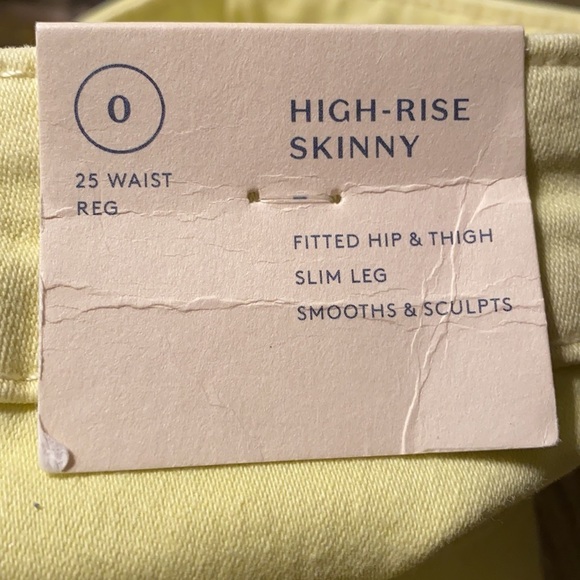 0
25 WAIST
REG
HIGH-RISE
SKINNY
FITTED HIP & THIGH
SLIM LEG
SMOOTHS & SCULPTS